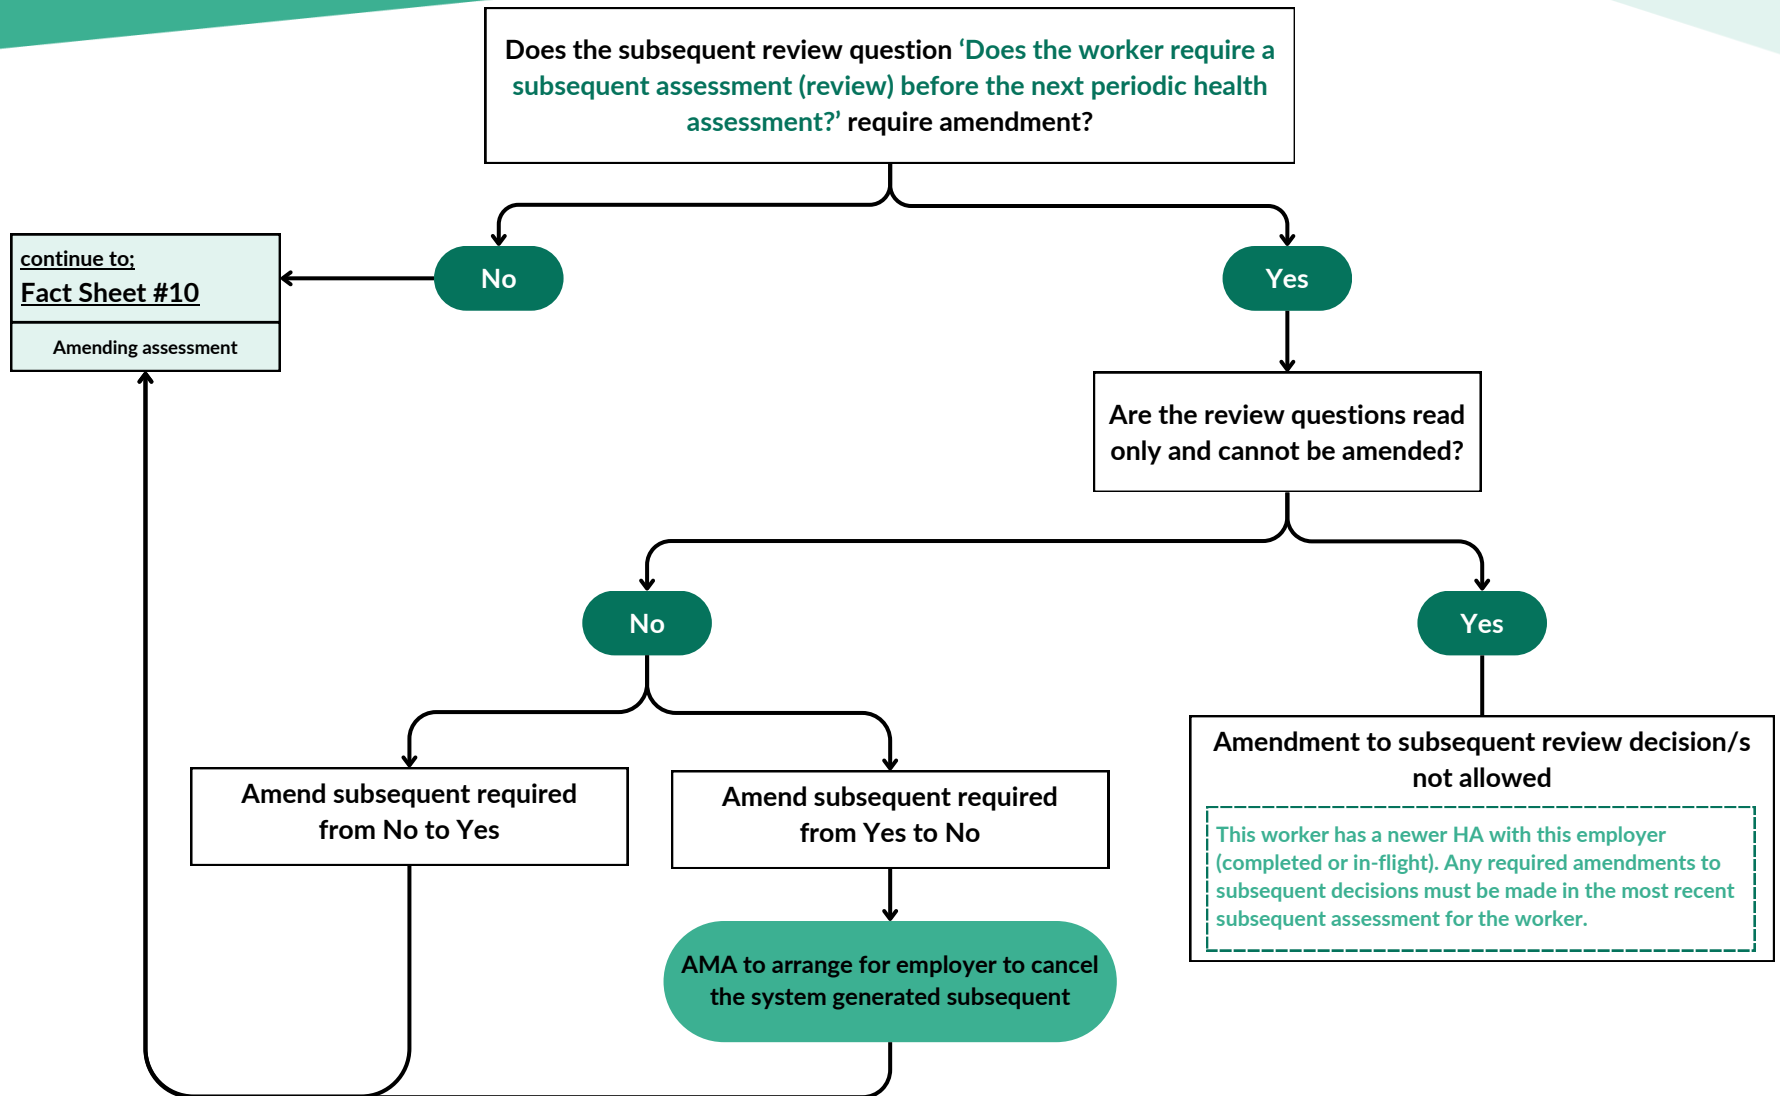 Does the subsequent review question ‘Does the worker require a
subsequent assessment (review) before the next periodic health
assessment?’ require amendment?
continue to;
Fact Sheet #10
Amending assessment
No
Yes
Are the review questions read
only and cannot be amended?
No
Yes
Amend subsequent required
from No to Yes
Amend subsequent required
from Yes to No
Amendment to subsequent review decision/s
not allowed
This worker has a newer HA with this employer
(completed or in-flight). Any required amendments to
subsequent decisions must be made in the most recent
subsequent assessment for the worker.
AMA to arrange for employer to cancel
the system generated subsequent